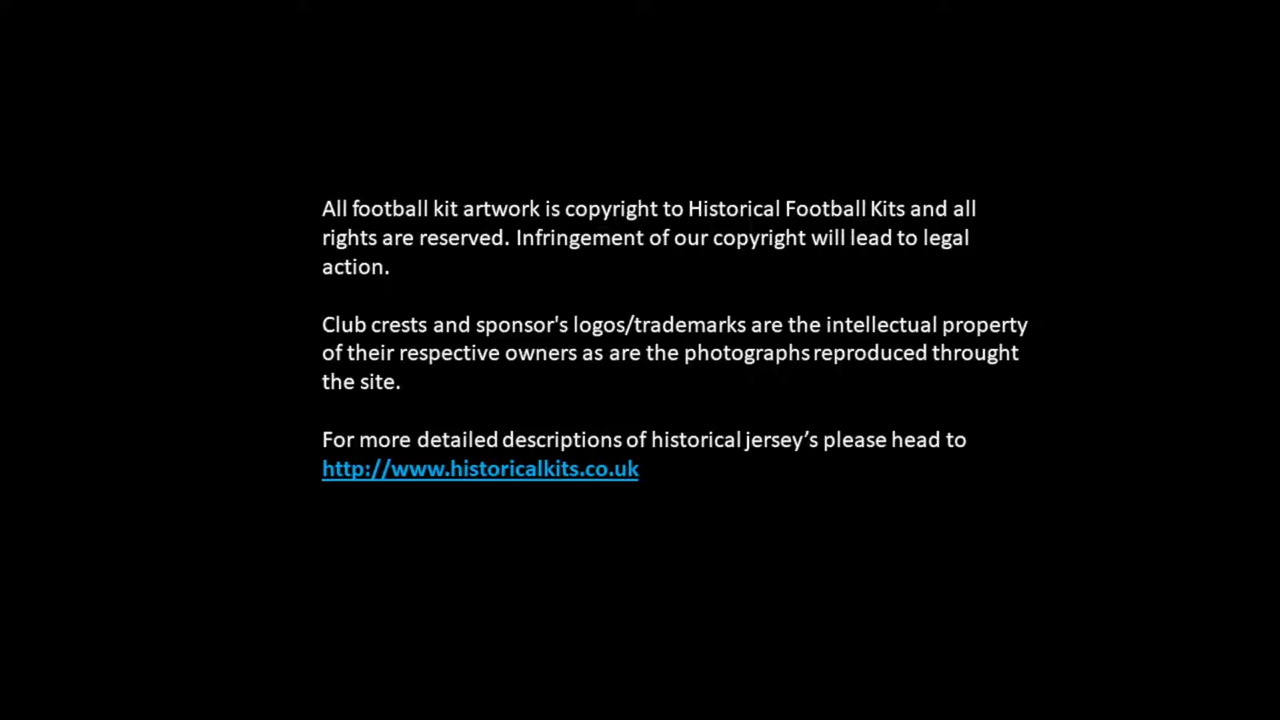 All football kit artwork is copyright to Historical Football Kits and all
rights are reserved. Infringement of our copyright will lead to legal
action.
Club crests and sponsor's logos/trademarks are the intellectual property
of their respective owners as are the photographs reproduced throught
the site.
For more detailed descriptions of historical jersey’s please head to
http://www.historicalkits.co.uk